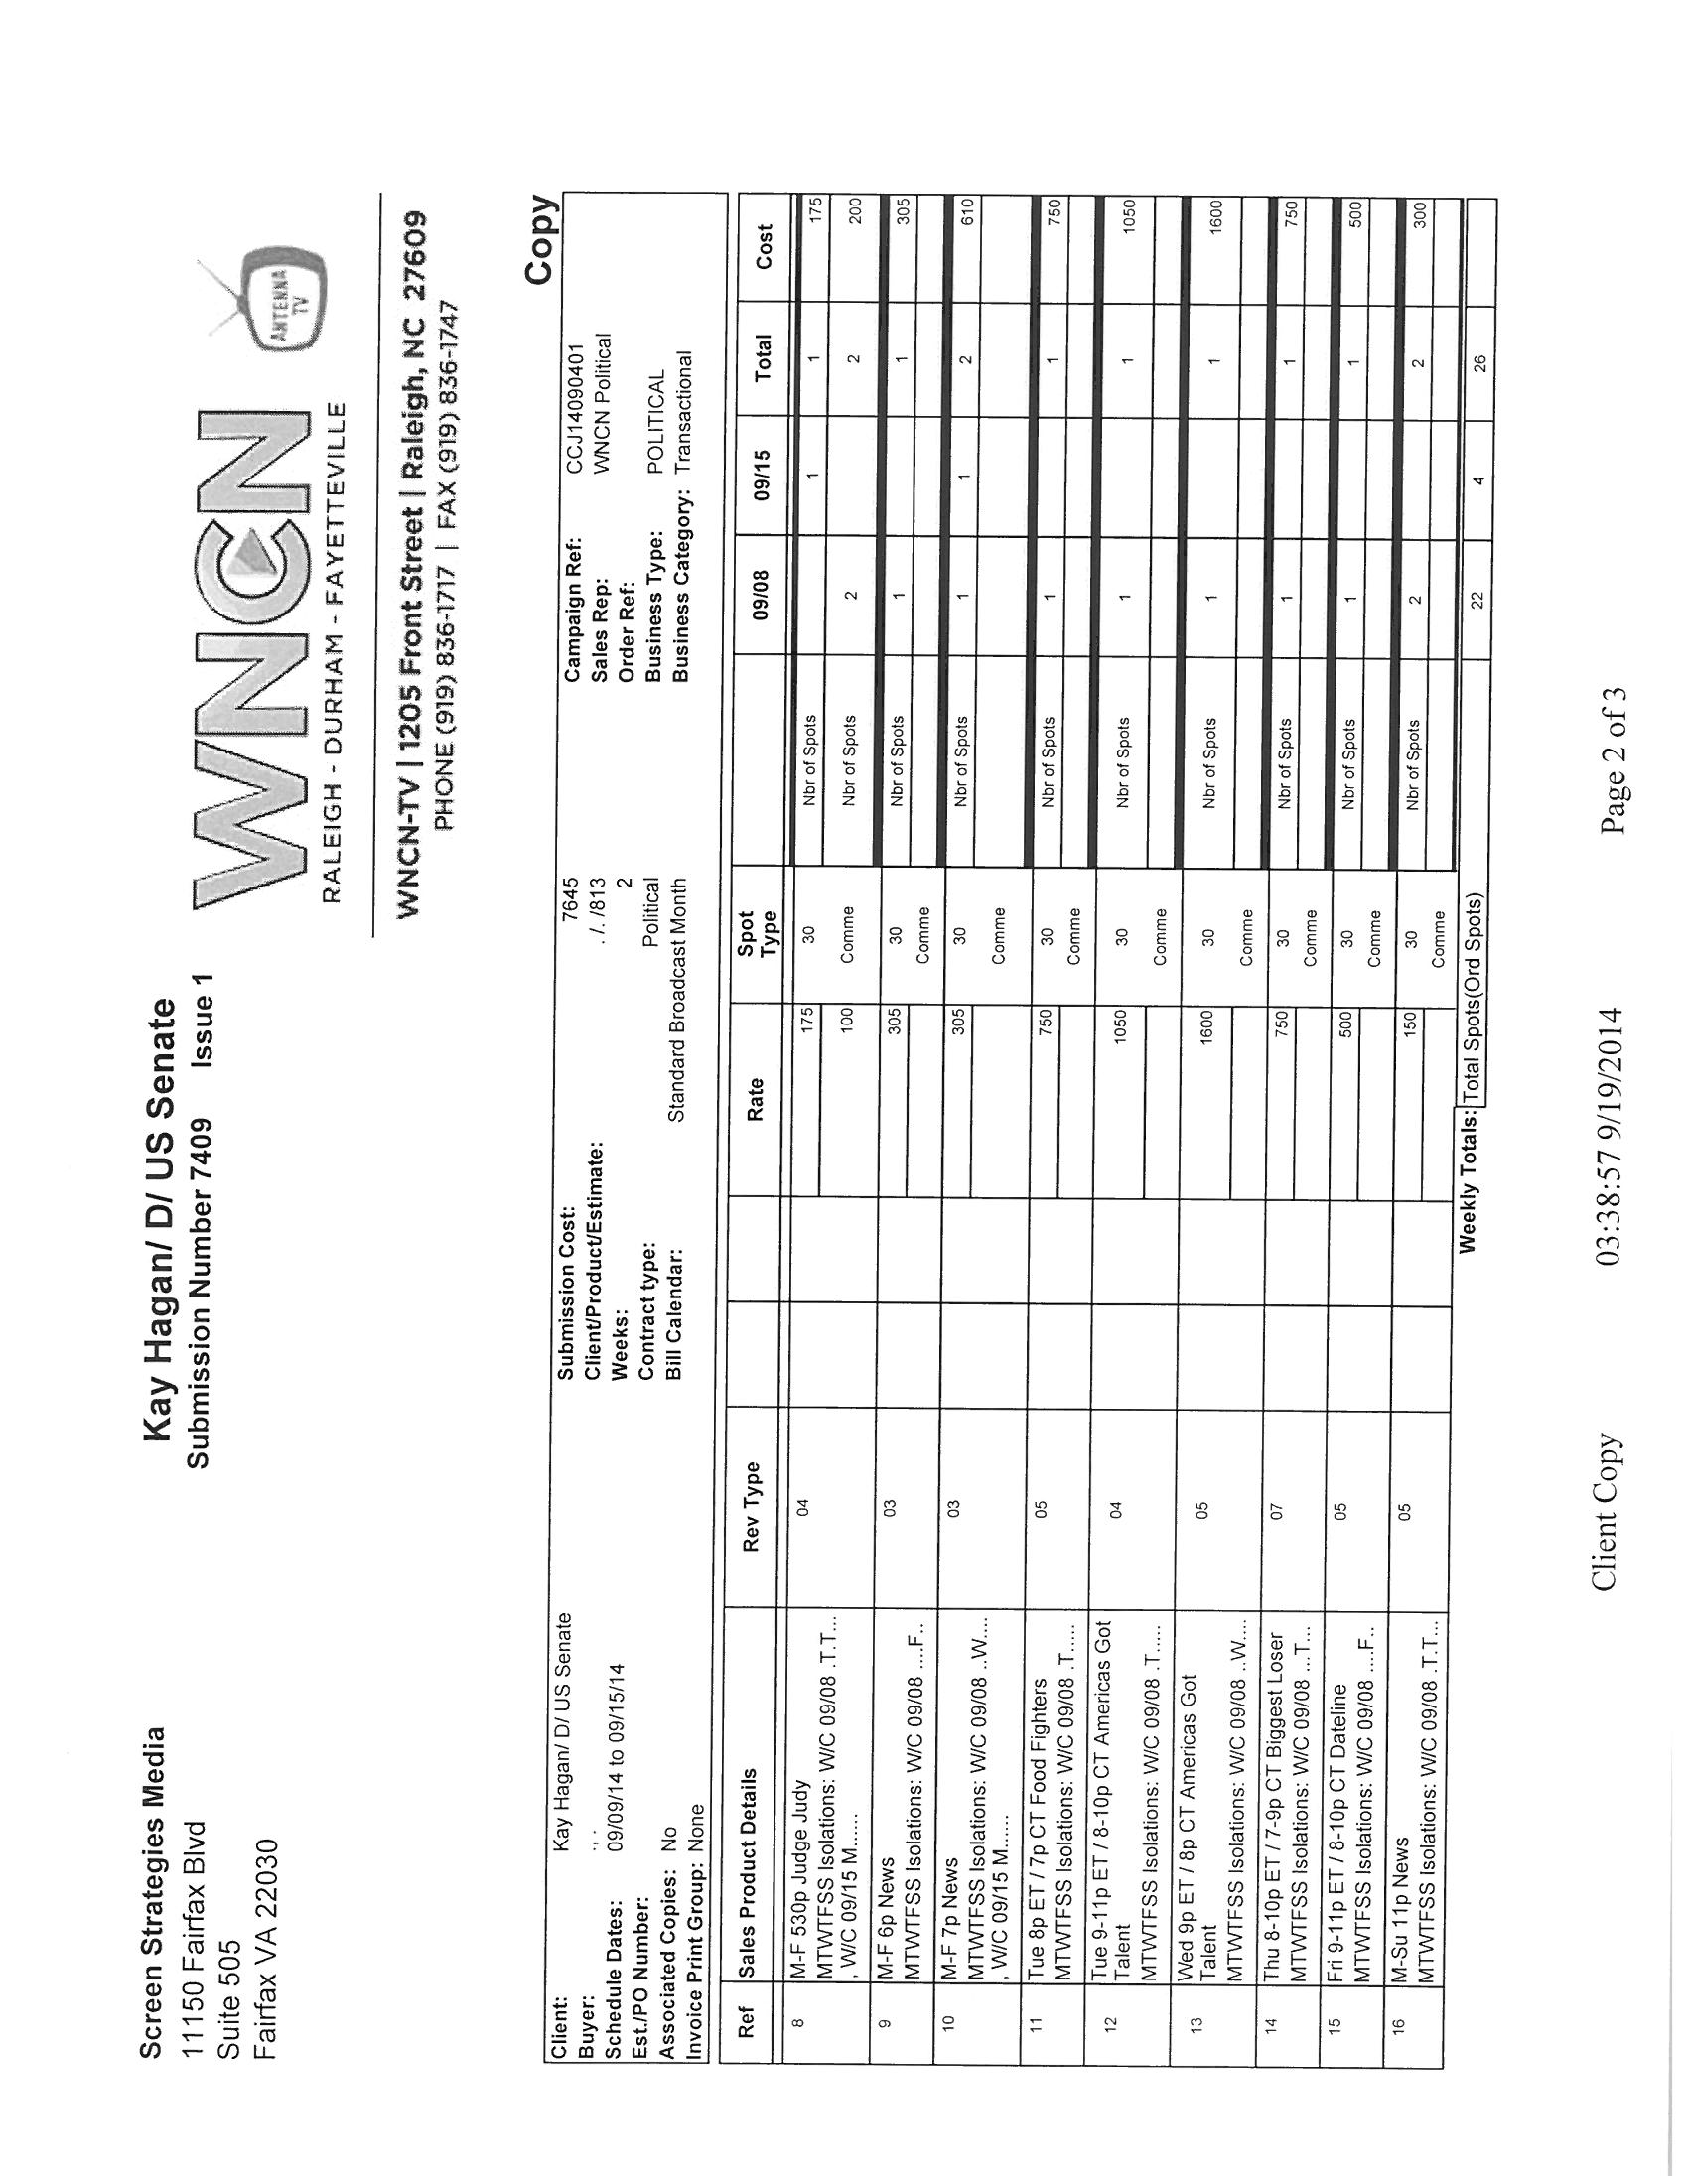 Screen Strategies Media
11150 Fairfax Blvd
Suite 505
Fairfax VA 22030
Kay Hagan/ D/ US Senate
Submission Number 7409 Issue 1
WNCN
RALEIGH - DURHAM - FAYETTEVILLE
ANTENNA
TV
WNCN-TV | 1205 Front Street | Raleigh, NC 27609
PHONE (919) 836-1717 | FAX (919) 836-1747
Copy
Client: Kay Hagan/ D/ US Senate Submission Cost: 7645 Campaign Ref: CCJ14090401
Buyer: ., . Client/Product/Estimate: . /. /813 Sales Rep: WNCN Political
Schedule Dates: 09/09/14 to 09/15/14 Weeks: 2 Order Ref:
Est./PO Number: Contract type: Political Business Type: POLITICAL
Associated Copies: No Bill Calendar: Standard Broadcast Month Business Category: Transactional
Invoice Print Group: None
Ref Sales Product Details Rev Type Rate Spot Type 09/08 09/15 Total Cost
8 M-F 530p Judge Judy 04 175 30 Nbr of Spots 1 1 175
MTWTFSS Isolations: W/C 09/08 .T.T... 100 Comme Nbr of Spots 2 2 200
, W/C 09/15 M......
9 M-F 6p News 03 305 30 Nbr of Spots 1 1 305
MTWTFSS Isolations: W/C 09/08 ....F.. Comme
10 M-F 7p News 03 305 30 Nbr of Spots 1 1 2 610
MTWTFSS Isolations: W/C 09/08 ..W....
, W/C 09/15 M...... Comme
11 Tue 8p ET / 7p CT Food Fighters 05 750 30 Nbr of Spots 1 1 750
MTWTFSS Isolations: W/C 09/08 .T..... Comme
12 Tue 9-11p ET / 8-10p CT Americas Got 04 1050 30 Nbr of Spots 1 1 1050
Talent
MTWTFSS Isolations: W/C 09/08 .T..... Comme
13 Wed 9p ET / 8p CT Americas Got 05 1600 30 Nbr of Spots 1 1 1600
Talent
MTWTFSS Isolations: W/C 09/08 ..W.... Comme
14 Thu 8-10p ET / 7-9p CT Biggest Loser 07 750 30 Nbr of Spots 1 1 750
MTWTFSS Isolations: W/C 09/08 ...T... Comme
15 Fri 9-11p ET / 8-10p CT Dateline 05 500 30 Nbr of Spots 1 1 500
MTWTFSS Isolations: W/C 09/08 ....F.. Comme
16 M-Su 11p News 05 150 30 Nbr of Spots 2 2 300
MTWTFSS Isolations: W/C 09/08 .T.T... Comme
Weekly Totals: Total Spots(Ord Spots) 22 4 26
Client Copy 03:38:57 9/19/2014 Page 2 of 3